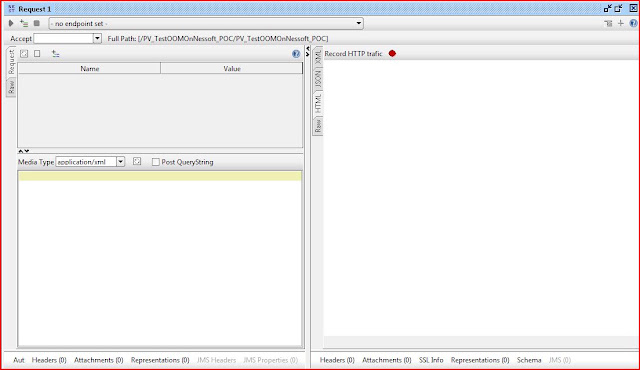 Request 1
- no endpoint set -
Accept Full Path: [/PV_TestOOMOnNessoft_POC/PV_TestOOMOnNessoft_POC]
Request
Raw
Name Value
Media Type application/xml Post QueryString
Aut Headers (0) Attachments (0) Representations (0) JMS Headers JMS Properties (0)
Record HTTP trafic
XML
JSON
HTML
Raw
Headers (0) Attachments (0) SSL Info Representations (0) Schema JMS (0)